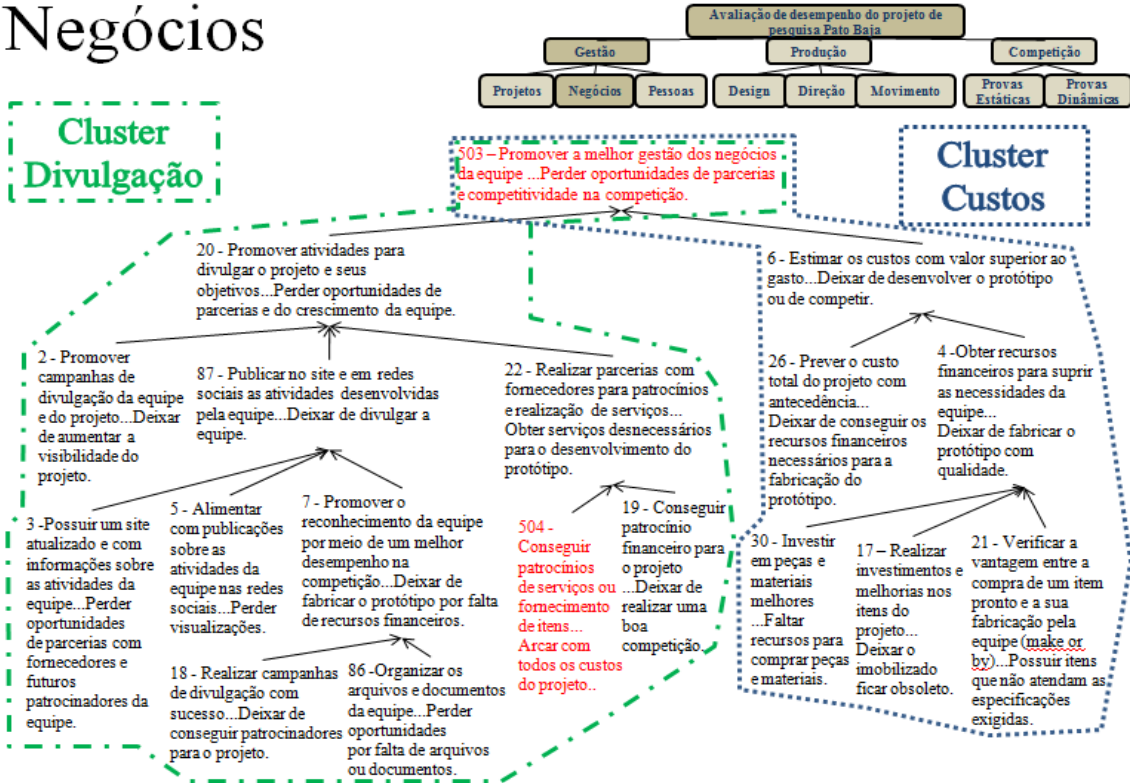 Negócios
Avaliação de desempenho do projeto de
pesquisa Pato Baja
Gestão
Produção
Competição
Projetos
Negócios
Pessoas
Design
Direção
Movimento
Provas
Estáticas
Provas
Dinâmicas
Cluster
Divulgação
503 – Promover a melhor gestão dos negócios
da equipe ...Perder oportunidades de parcerias
e competitividade na competição.
Cluster
Custos
20 - Promover atividades para
divulgar o projeto e seus
objetivos...Perder oportunidades de
parcerias e do crescimento da equipe.
6 - Estimar os custos com valor superior ao
gasto...Deixar de desenvolver o protótipo
ou de competir.
2 - Promover
campanhas de
divulgação da equipe
e do projeto...Deixar
de aumentar a
visibilidade do
projeto.
87 - Publicar no site e em redes
sociais as atividades desenvolvidas
pela equipe...Deixar de divulgar a
equipe.
22 - Realizar parcerias com
fornecedores para patrocínios
e realização de serviços...
Obter serviços desnecessários
para o desenvolvimento do
protótipo.
26 - Prever o custo
total do projeto com
antecedência...
Deixar de conseguir os
recursos financeiros
necessários para a
fabricação do
protótipo.
4 -Obter recursos
financeiros para suprir
as necessidades da
equipe...
Deixar de fabricar o
protótipo com
qualidade.
3 -Possuir um site
atualizado e com
informações sobre
as atividades da
equipe...Perder
oportunidades
de parcerias com
fornecedores e
futuros
patrocinadores da
equipe.
5 - Alimentar
com publicações
sobre as
atividades da
equipe nas redes
sociais...Perder
visualizações.
7 - Promover o
reconhecimento da equipe
por meio de um melhor
desempenho na
competição...Deixar de
fabricar o protótipo por falta
de recursos financeiros.
504 -
Conseguir
patrocínios
de serviços ou
fornecimento
de itens...
Arcar com
todos os custos
do projeto..
19 - Conseguir
patrocínio
financeiro para
o projeto
...Deixar de
realizar uma
boa
competição.
30 - Investir
em peças e
materiais
melhores
...Faltar
recursos para
comprar peças
e materiais.
17 – Realizar
investimentos e
melhorias nos
itens do
projeto...
Deixar o
imobilizado
ficar obsoleto.
21 - Verificar a
vantagem entre a
compra de um item
pronto e a sua
fabricação pela
equipe (make or
by)...Possuir itens
que não atendam as
especificações
exigidas.
18 - Realizar campanhas
de divulgação com
sucesso...Deixar de
conseguir patrocinadores
para o projeto.
86 -Organizar os
arquivos e documentos
da equipe...Perder
oportunidades
por falta de arquivos
ou documentos.